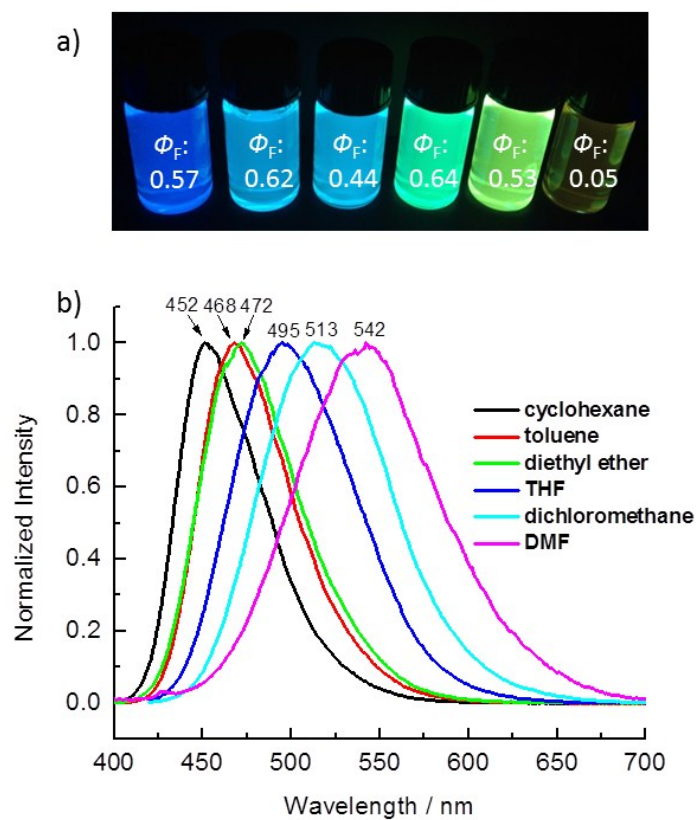 a)
ΦF: ΦF: ΦF: ΦF: ΦF: ΦF:
0.57 0.62 0.44 0.64 0.53 0.05
b)
452 468 472 495 513 542
1.0
0.8
0.6
0.4
0.2
0.0
Normalized Intensity
cyclohexane
toluene
diethyl ether
THF
dichloromethane
DMF
400 450 500 550 600 650 700
Wavelength / nm